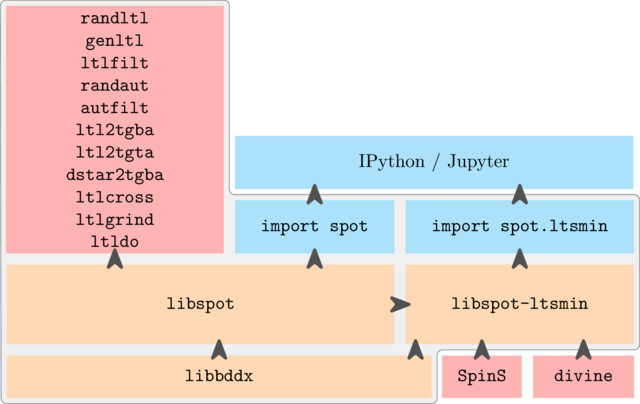 randltl
genltl
ltlfilt
randaut
autfilt
ltl2tgba
ltl2tgta
dstar2tgba
ltlcross
ltlgrind
ltldo
IPython / Jupyter
import spot
import spot.ltsmin
libspot
libspot-ltsmin
libbddx
SpinS
divine